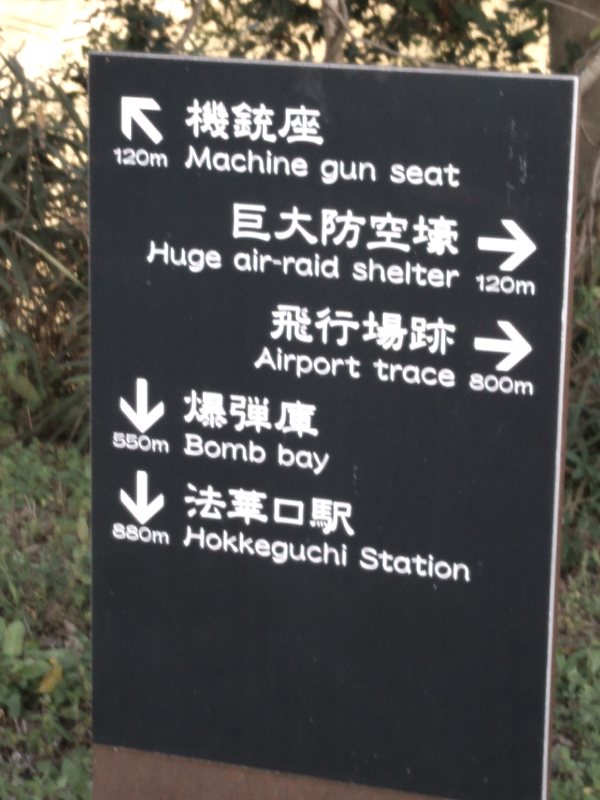 機銃座
120m Machine gun seat
巨大防空壕
Huge air-raid shelter 120m
飛行場跡
Airport trace 800m
爆弾庫
550m Bomb bay
法華口駅
880m Hokkeguchi Station